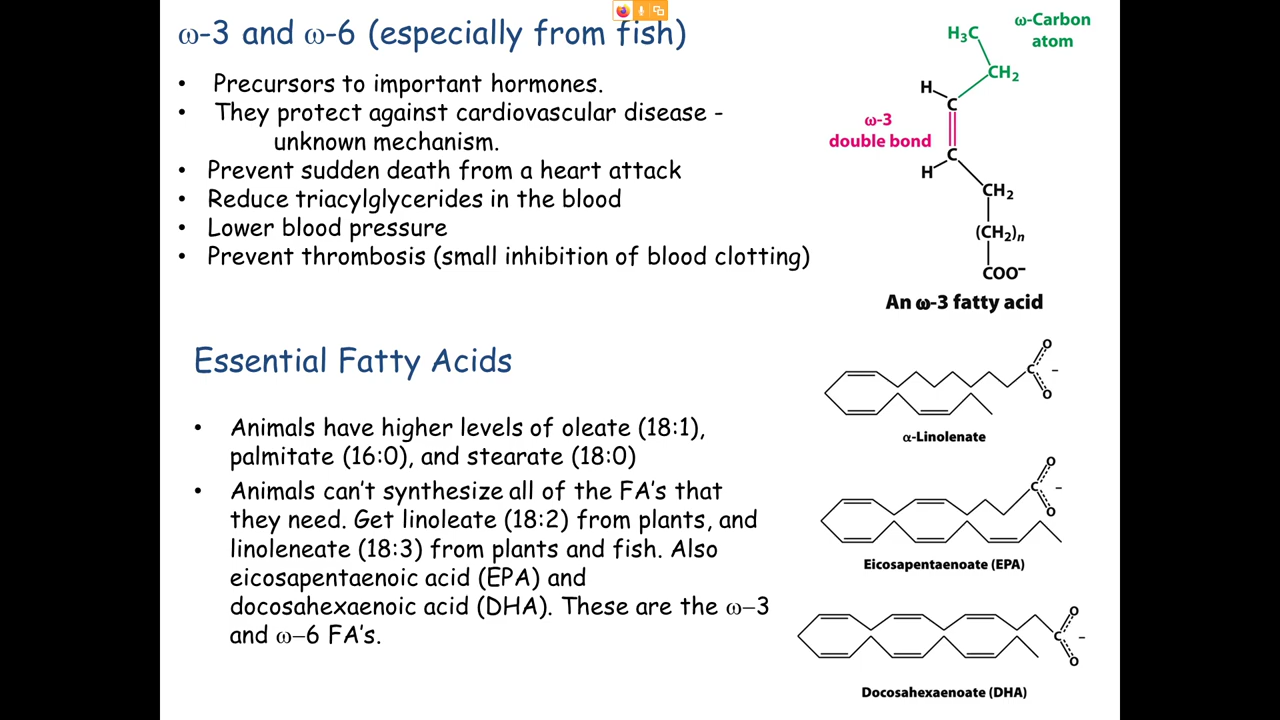 ω-3 and ω-6 (especially from fish)
• Precursors to important hormones.
• They protect against cardiovascular disease -
unknown mechanism.
• Prevent sudden death from a heart attack
• Reduce triacylglycerides in the blood
• Lower blood pressure
• Prevent thrombosis (small inhibition of blood clotting)
ω-Carbon
atom
H₃C
CH₂
H
C
ω-3
double bond
C
H
CH₂
(CH₂)ₙ
COO⁻
An ω-3 fatty acid
Essential Fatty Acids
• Animals have higher levels of oleate (18:1),
palmitate (16:0), and stearate (18:0)
• Animals can't synthesize all of the FA's that
they need. Get linoleate (18:2) from plants, and
linoleneate (18:3) from plants and fish. Also
eicosapentaenoic acid (EPA) and
docosahexaenoic acid (DHA). These are the ω–3
and ω–6 FA's.
O
C
–
O
α-Linolenate
O
C
–
O
Eicosapentaenoate (EPA)
O
C
–
O
Docosahexaenoate (DHA)